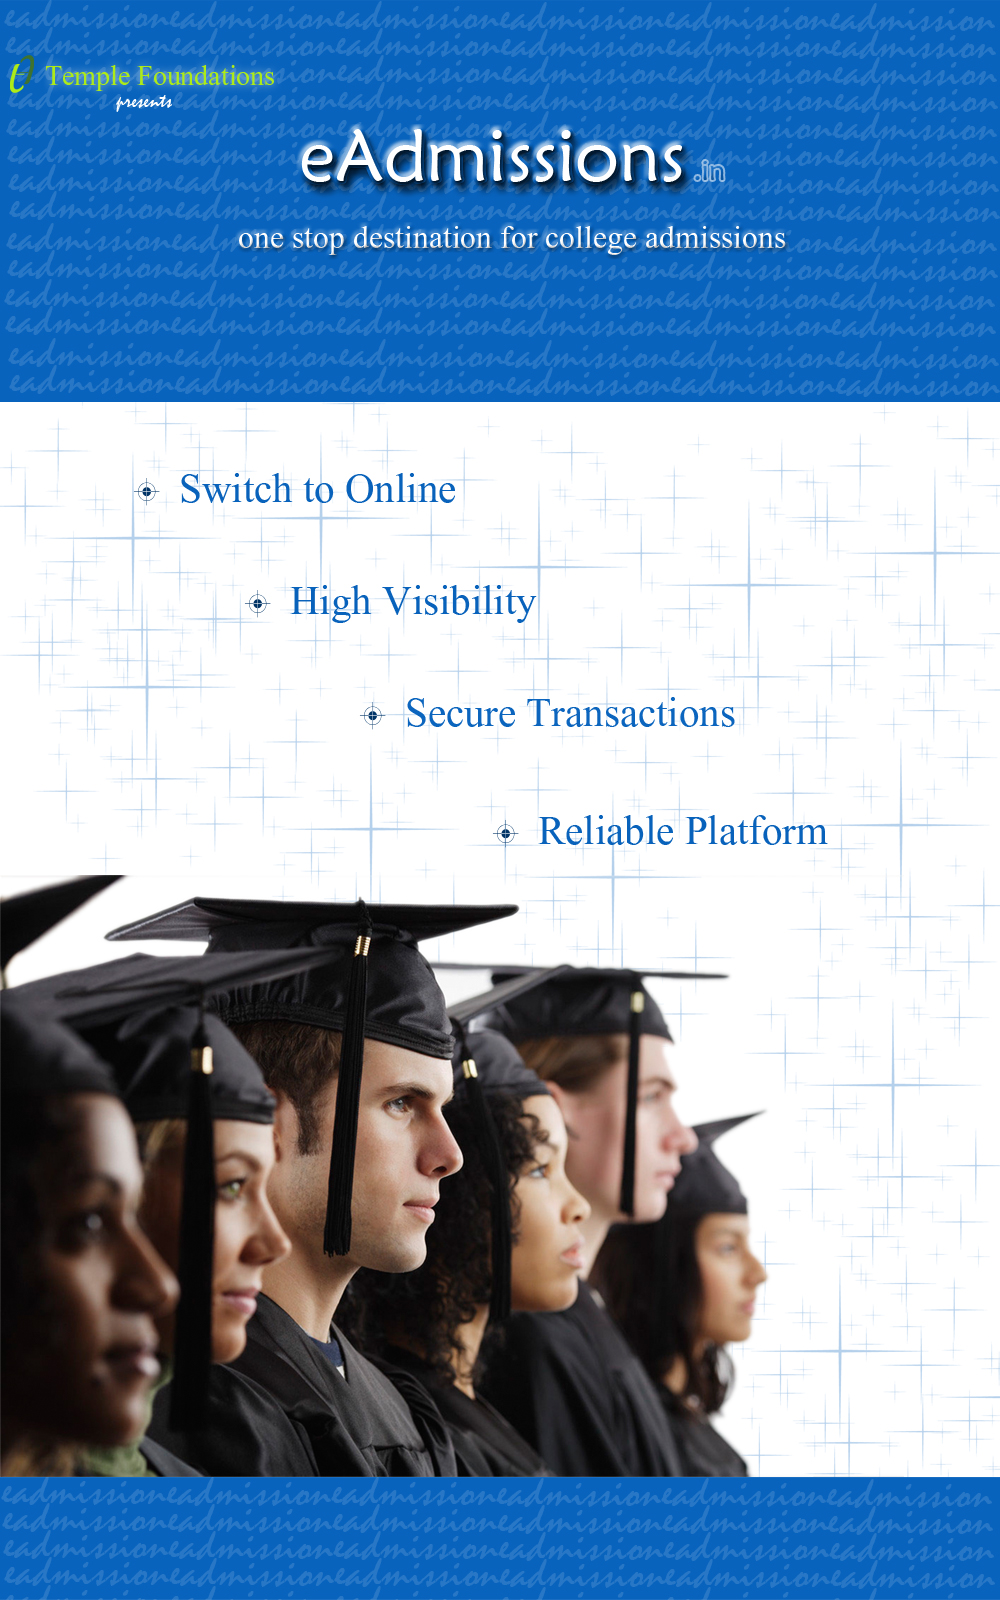 Temple Foundations
presents
eAdmissions.in
one stop destination for college admissions
Switch to Online
High Visibility
Secure Transactions
Reliable Platform